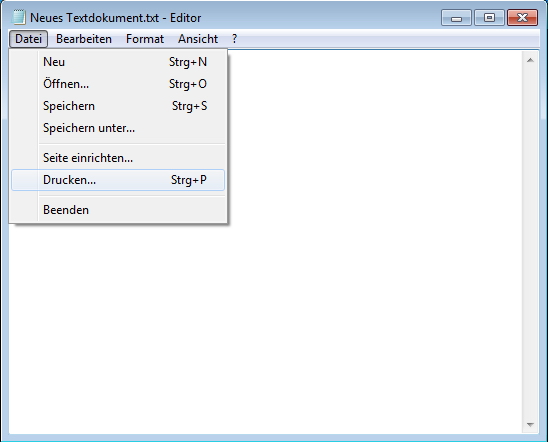 Neues Textdokument.txt - Editor
Datei Bearbeiten Format Ansicht ?
Neu Strg+N
Öffnen... Strg+O
Speichern Strg+S
Speichern unter...
Seite einrichten...
Drucken... Strg+P
Beenden